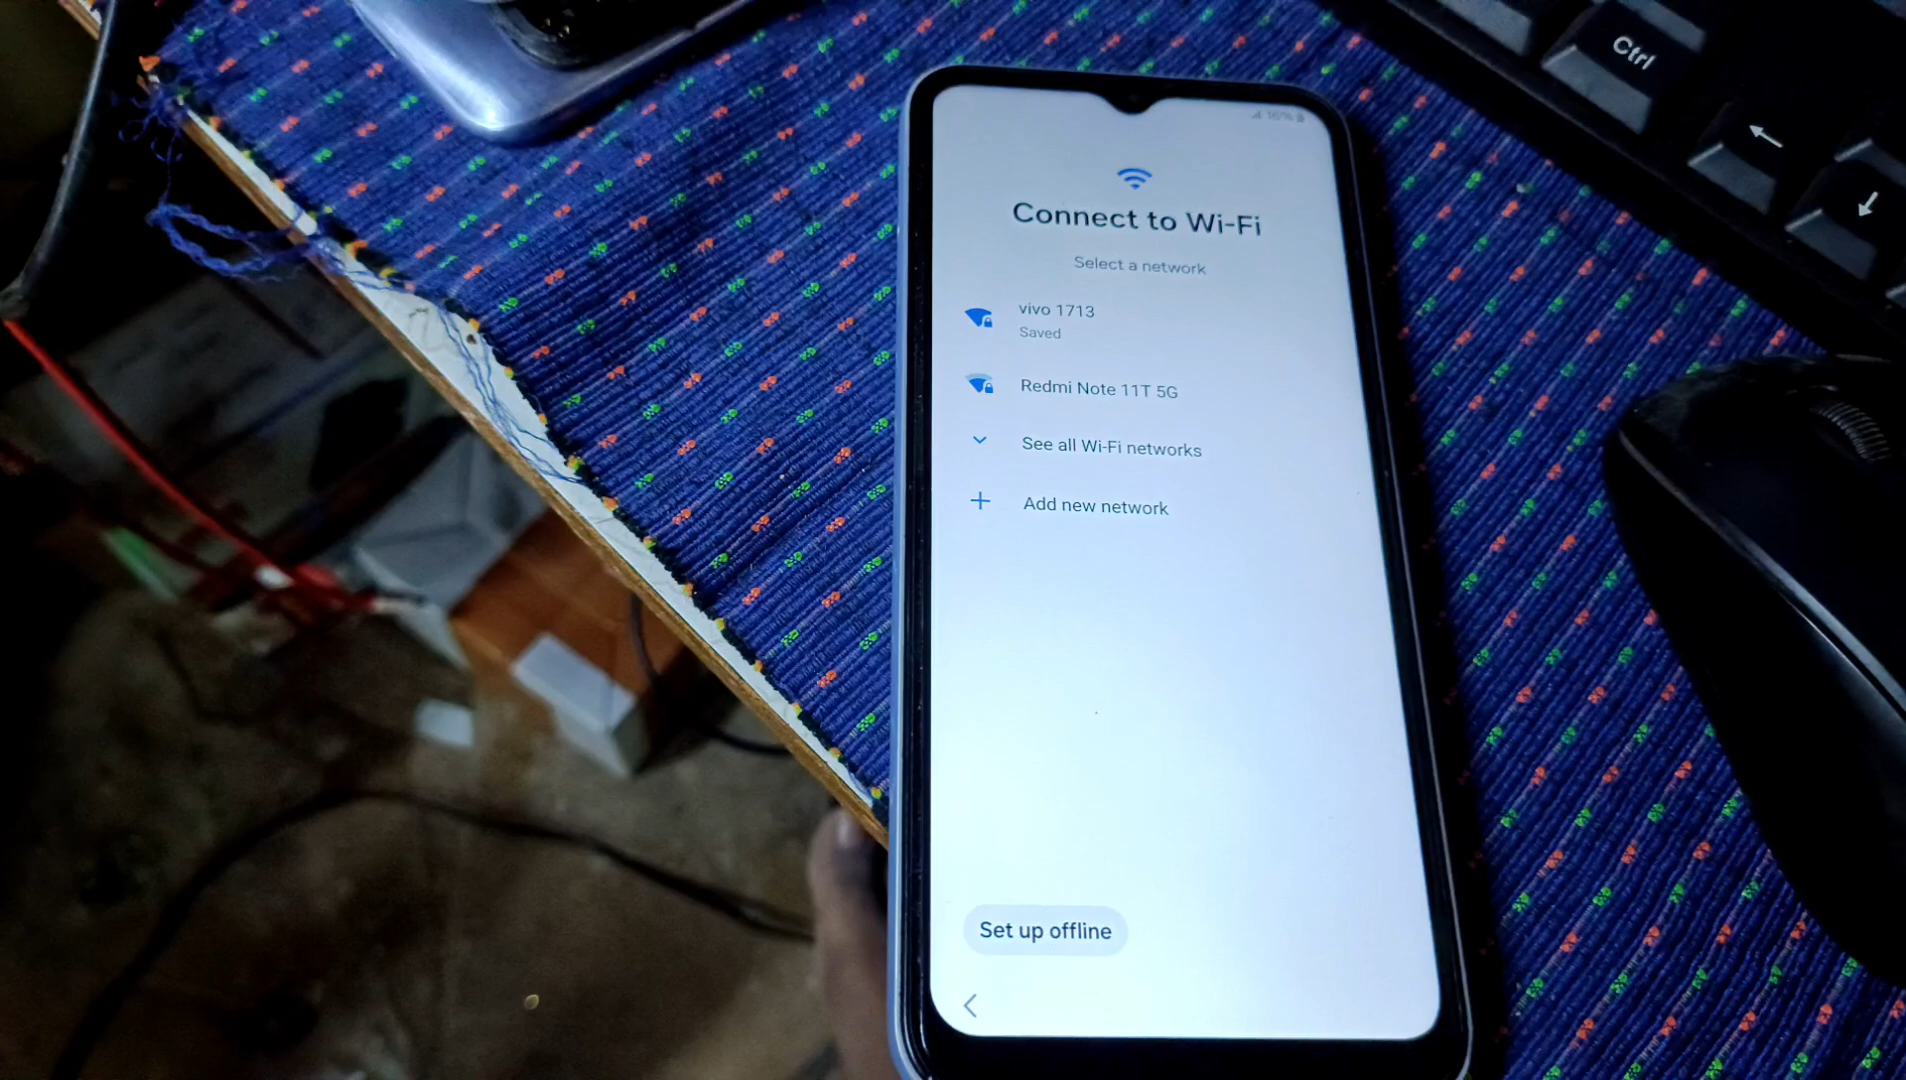 Ctrl
16%
Connect to Wi-Fi
Select a network
vivo 1713
Saved
Redmi Note 11T 5G
See all Wi-Fi networks
Add new network
Set up offline